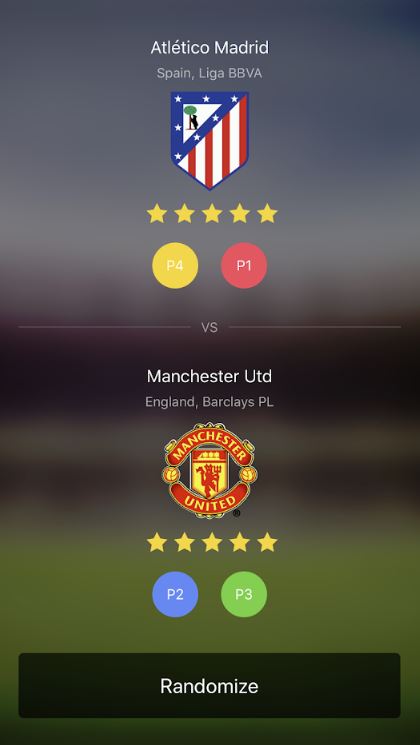 Atlético Madrid
Spain, Liga BBVA
P4 P1
VS
Manchester Utd
England, Barclays PL
MANCHESTER
UNITED
®
P2 P3
Randomize